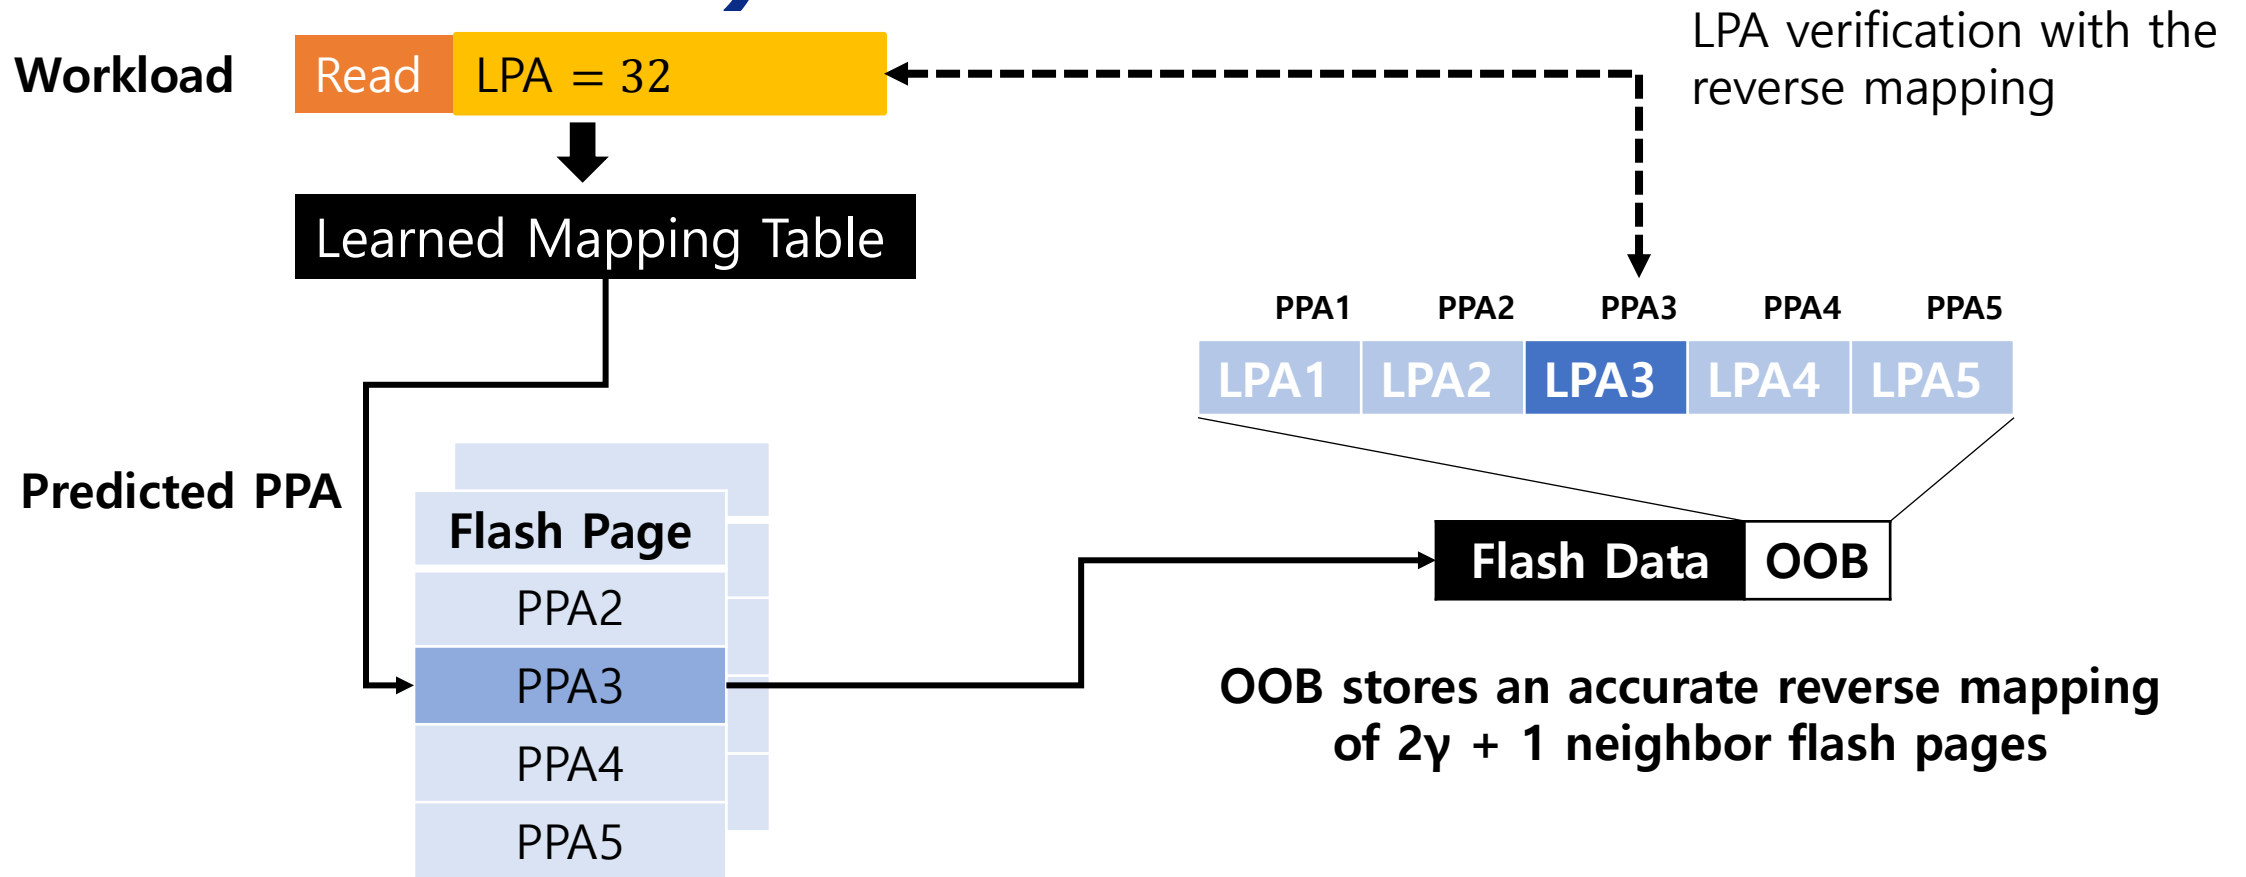 LPA verification with the
reverse mapping
Workload
Read
LPA = 32
Learned Mapping Table
PPA1 PPA2 PPA3 PPA4 PPA5
LPA1 LPA2 LPA3 LPA4 LPA5
Predicted PPA
Flash Page
PPA2
PPA3
PPA4
PPA5
Flash Data
OOB
OOB stores an accurate reverse mapping
of 2γ + 1 neighbor flash pages